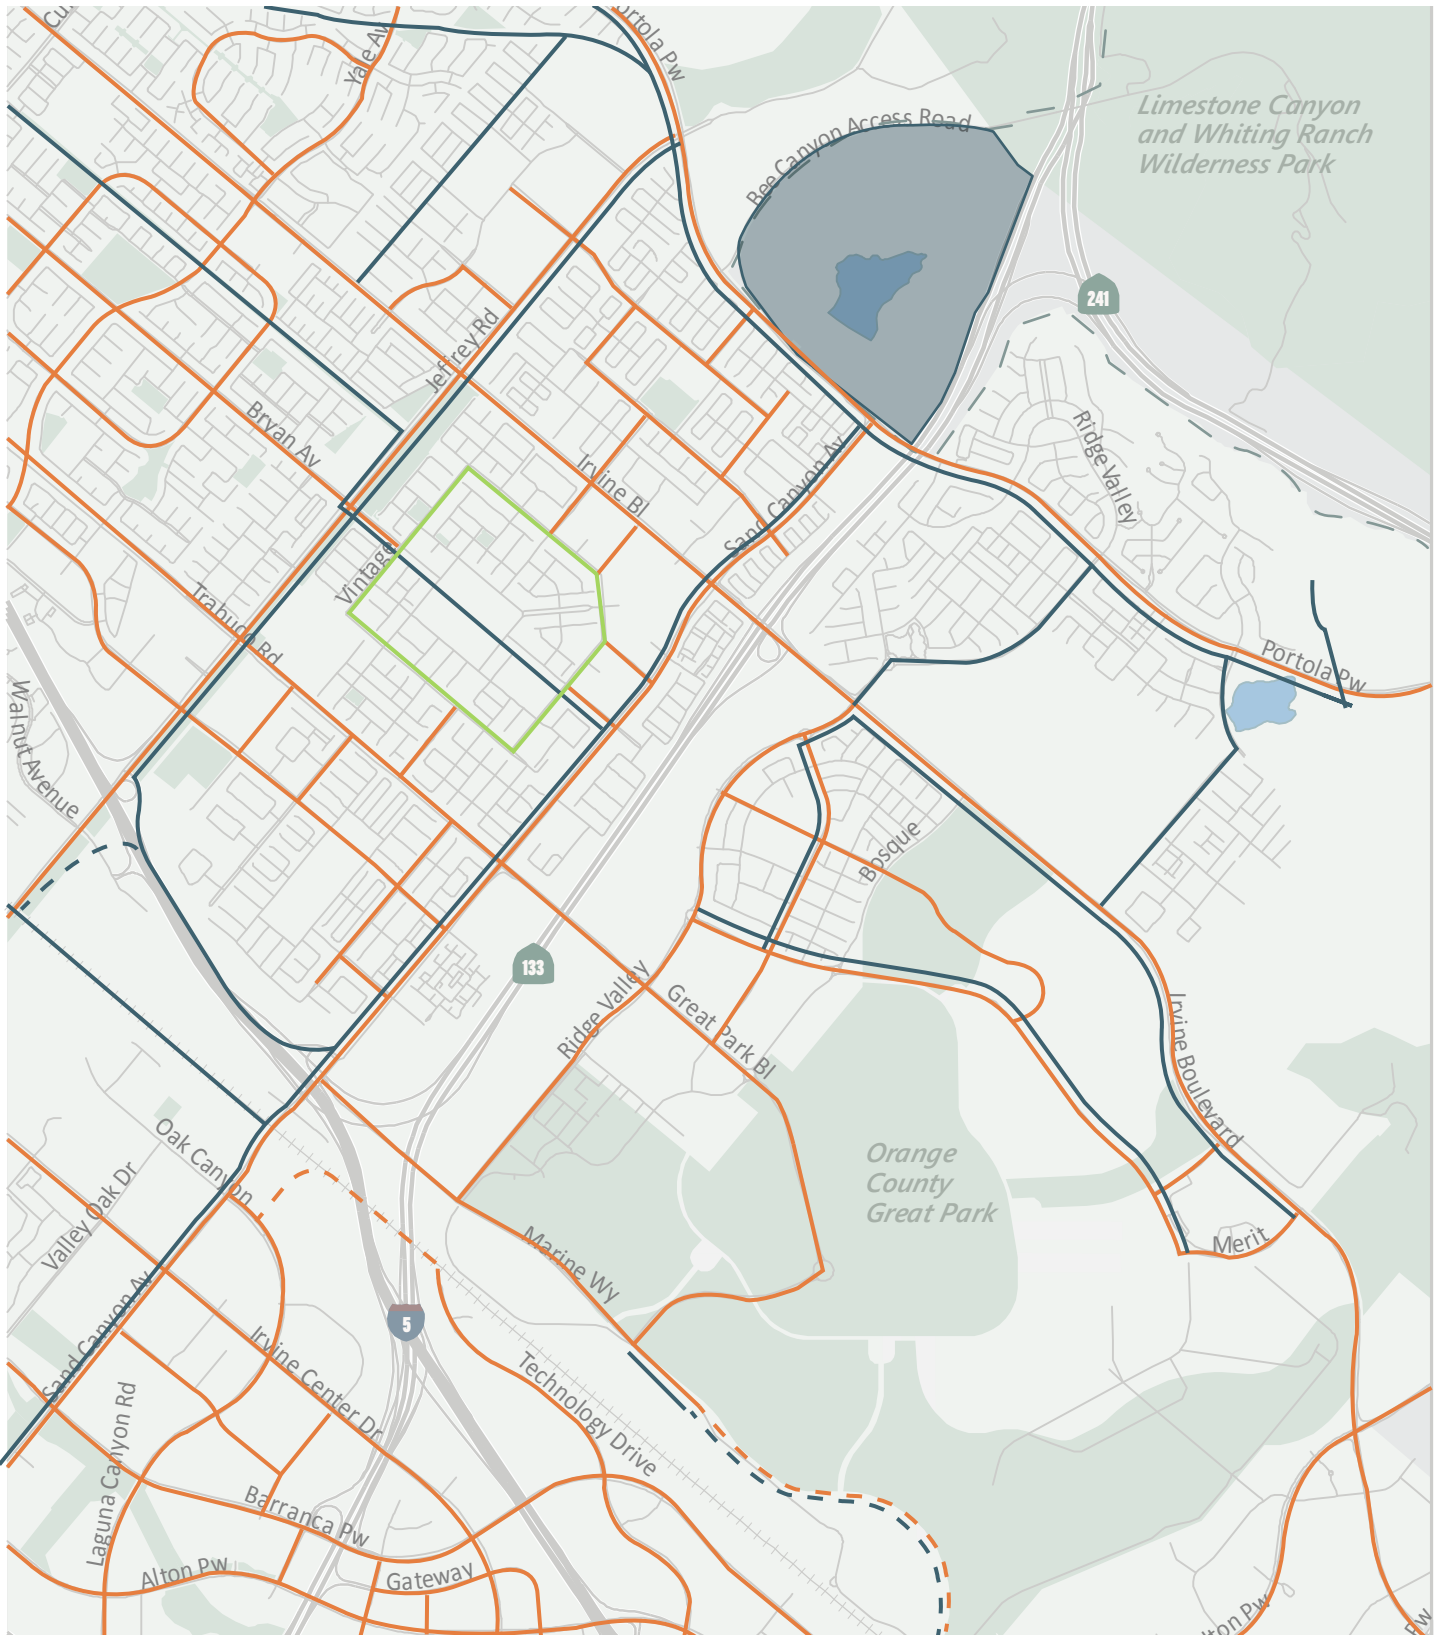 Yale Av
Portola Pw
Limestone Canyon
and Whiting Ranch
Wilderness Park
Bee Canyon Access Road
241
Jeffrey Rd
Bryan Av
Irvine Bl
Sand Canyon Av
Ridge Valley
Vintage
Trabuco Rd
Portola Pw
Walnut Avenue
Bosque
133
Ridge Valley
Great Park Bl
Irvine Boulevard
Oak Canyon
Valley Oak Dr
Orange
County
Great Park
Merit
Marine Wy
Sand Canyon Av
5
Irvine Center Dr
Technology Drive
Laguna Canyon Rd
Barranca Pw
Alton Pw
Gateway
lton Pw
Pw